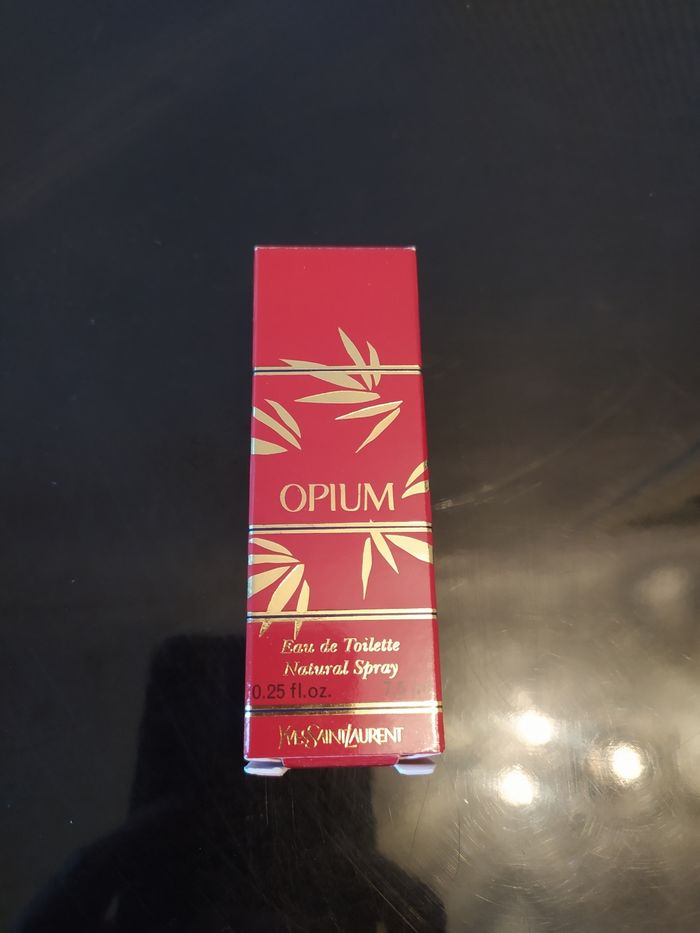 OPIUM
Eau de Toilette
Natural Spray
0.25 fl.oz.
YVESSAINTLAURENT